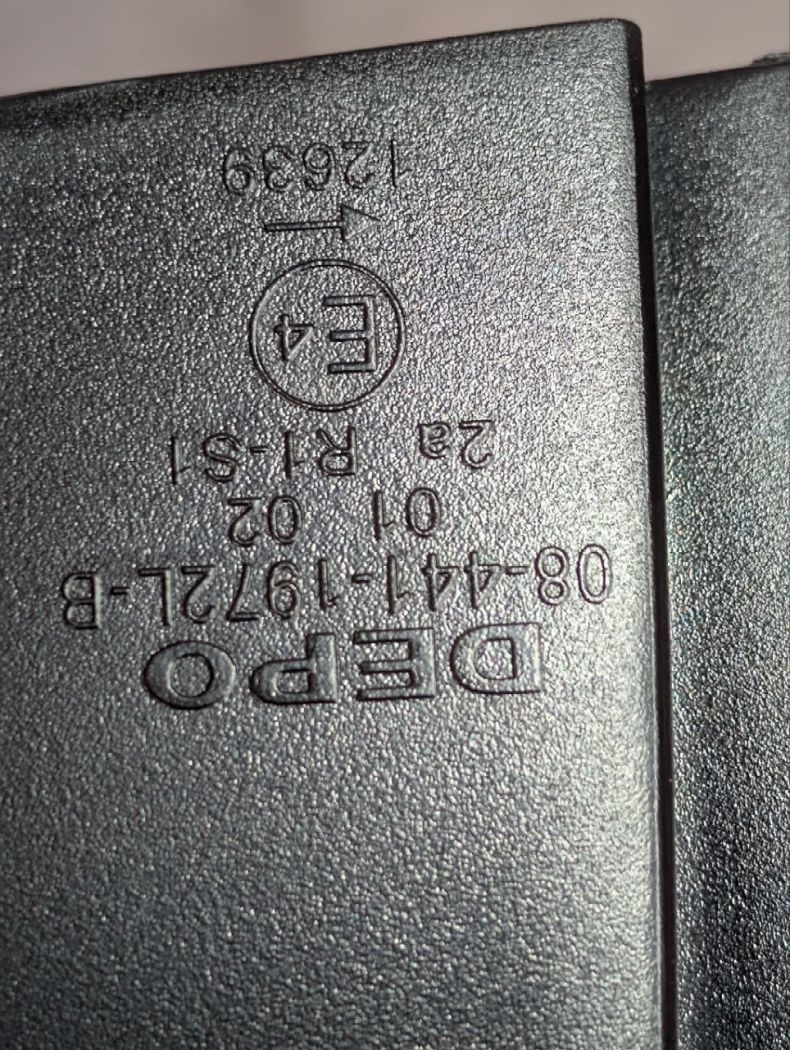 DEPO
08-441-1972L-B
01 02
2a R1-S1
E4
12639